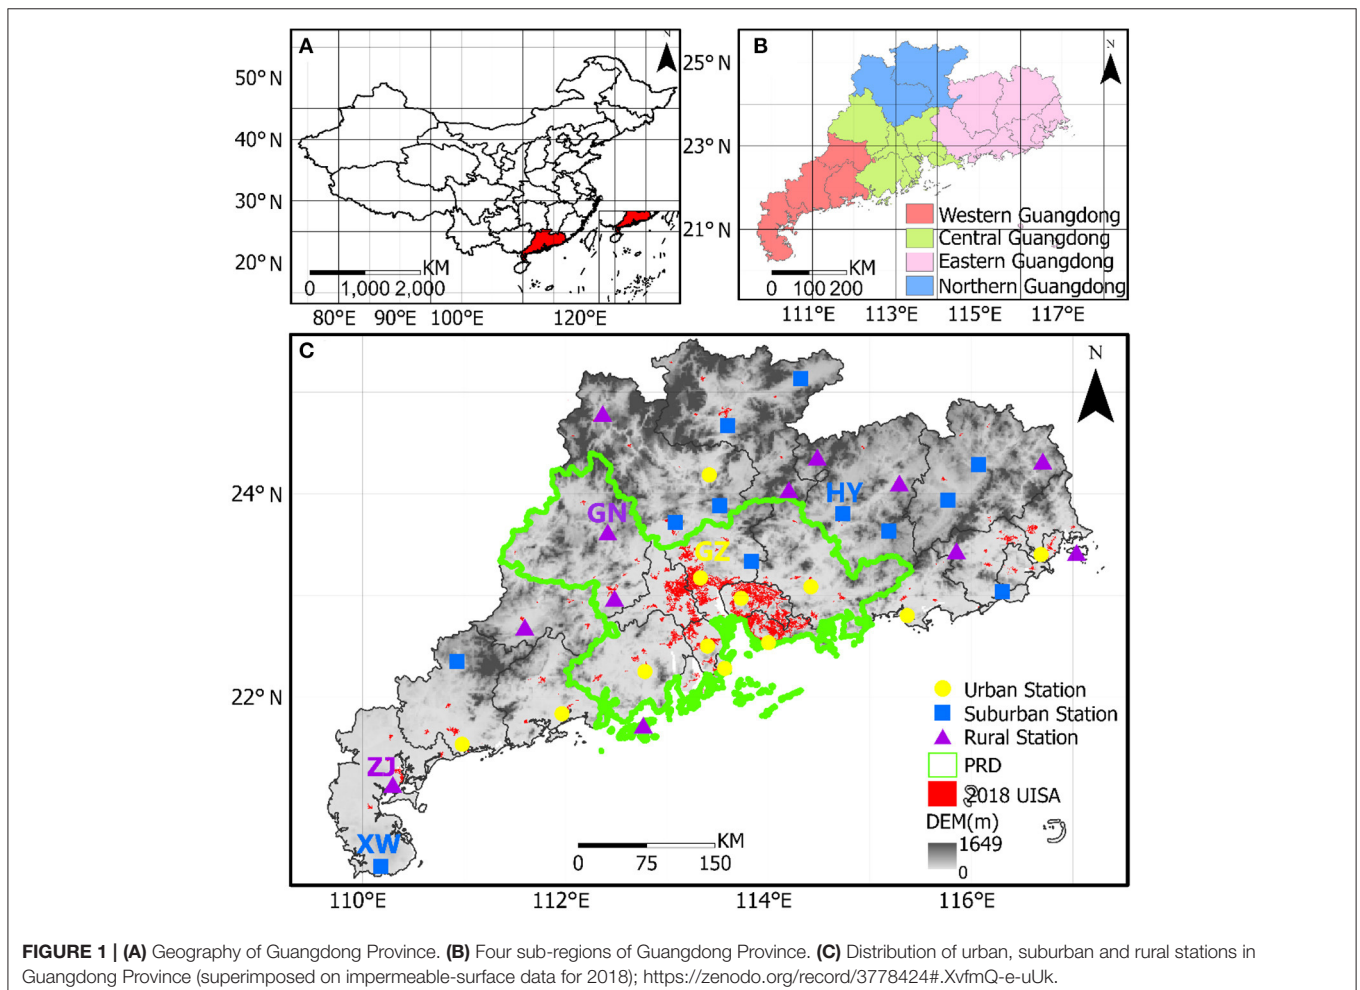 A
N
50° N
40° N
30° N
20° N
KM
0 1,000 2,000
80°E 90°E 100°E 120°E
B
N
25° N
23° N
21° N
Western Guangdong
Central Guangdong
Eastern Guangdong
Northern Guangdong
KM
0 100 200
111°E 113°E 115°E 117°E
C
N
24° N
22° N
GN
HY
GZ
ZJ
XW
Urban Station
Suburban Station
Rural Station
PRD
2018 UISA
DEM(m)
1649
0
KM
0 75 150
110°E 112°E 114°E 116°E
FIGURE 1 | (A) Geography of Guangdong Province. (B) Four sub-regions of Guangdong Province. (C) Distribution of urban, suburban and rural stations in
Guangdong Province (superimposed on impermeable-surface data for 2018); https://zenodo.org/record/3778424#.XvfmQ-e-uUk.